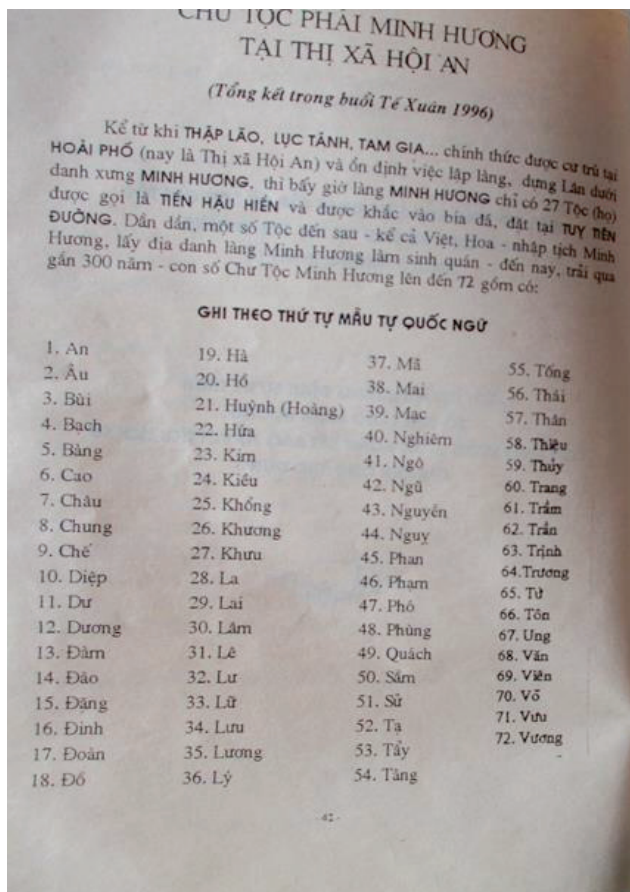 CHƯ TỘC PHÁI MINH HƯƠNG
TẠI THỊ XÃ HỘI AN
(Tổng kết trong buổi Tế Xuân 1996)
Kể từ khi THẬP LÃO, LỤC TÁNH, TAM GIA... chính thức được cư trú tại
HOÀI PHỐ (nay là Thị xã Hội An) và ổn định việc lập làng, dựng Lân dưới
danh xưng MINH HƯƠNG, thì bấy giờ làng MINH HƯƠNG chỉ có 27 Tộc (họ)
được gọi là TIỀN HẬU HIỀN và được khắc vào bia đá, đặt tại TUY TIÊN
ĐƯỜNG. Dần dần, một số Tộc đến sau - kể cả Việt, Hoa - nhập tịch Minh
Hương, lấy địa danh làng Minh Hương làm sinh quán - đến nay, trải qua
gần 300 năm - con số Chư Tộc Minh Hương lên đến 72 gồm có:
GHI THEO THỨ TỰ MẪU TỰ QUỐC NGỮ
1. An
2. Âu
3. Bùi
4. Bạch
5. Bàng
6. Cao
7. Châu
8. Chung
9. Chế
10. Diệp
11. Dư
12. Dương
13. Đàm
14. Đào
15. Đặng
16. Đinh
17. Đoàn
18. Đỗ
19. Hà
20. Hồ
21. Huỳnh (Hoàng)
22. Hứa
23. Kim
24. Kiều
25. Khổng
26. Khương
27. Khưu
28. La
29. Lai
30. Lâm
31. Lê
32. Lư
33. Lữ
34. Lưu
35. Lương
36. Lý
37. Mã
38. Mai
39. Mạc
40. Nghiêm
41. Ngô
42. Ngũ
43. Nguyễn
44. Nguỵ
45. Phan
46. Phạm
47. Phó
48. Phùng
49. Quách
50. Sầm
51. Sử
52. Tạ
53. Tẩy
54. Tăng
55. Tống
56. Thái
57. Thân
58. Thiệu
59. Thủy
60. Trang
61. Trầm
62. Trần
63. Trịnh
64.Trương
65. Từ
66. Tôn
67. Ung
68. Văn
69. Viên
70. Võ
71. Vưu
72. Vương
- 42 -